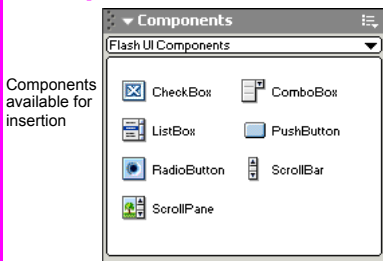 Components
Flash UI Components
Components
available for
insertion
CheckBox
ComboBox
ListBox
PushButton
RadioButton
ScrollBar
ScrollPane